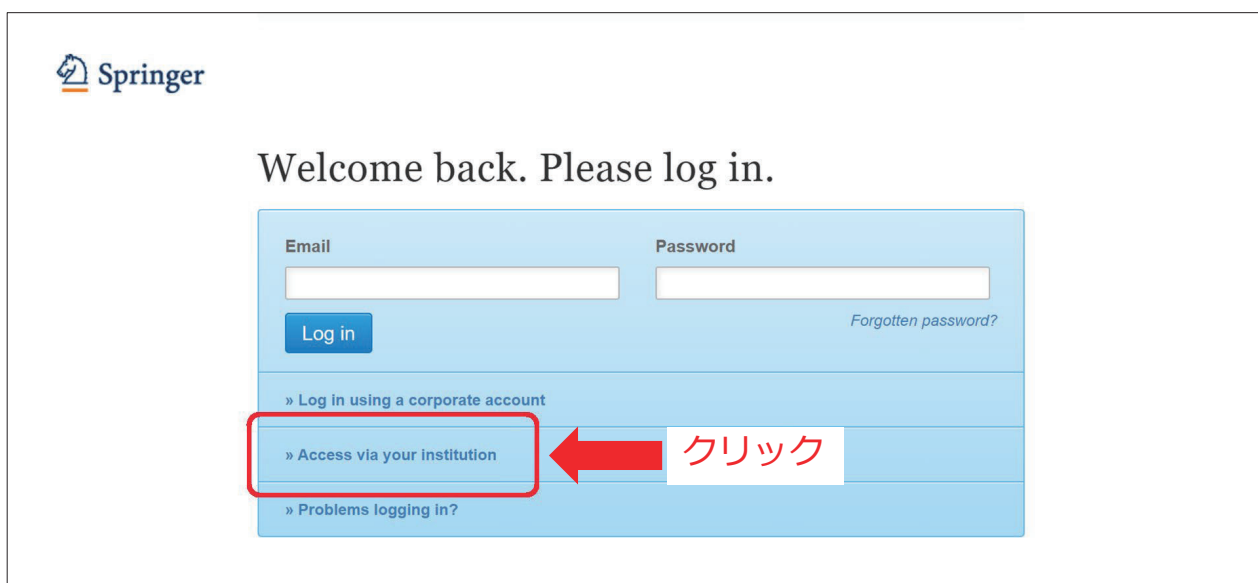 Springer
Welcome back. Please log in.
Email
Password
Log in
Forgotten password?
» Log in using a corporate account
» Access via your institution
クリック
» Problems logging in?